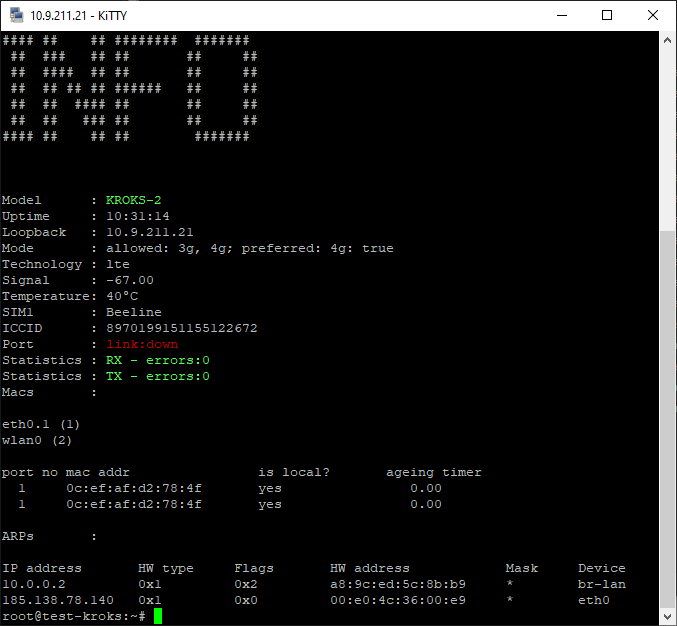 10.9.211.21 - KiTTY
#### ##    ## ########  #######
 ##  ###   ## ##       ##     ##
 ##  ####  ## ##       ##     ##
 ##  ## ## ## ######   ##     ##
 ##  ##  #### ##       ##     ##
 ##  ##   ### ##       ##     ##
#### ##    ## ##        #######
Model      : KROKS-2
Uptime     : 10:31:14
Loopback   : 10.9.211.21
Mode       : allowed: 3g, 4g; preferred: 4g: true
Technology : lte
Signal     : -67.00
Temperature: 40°C
SIM1       : Beeline
ICCID      : 8970199151155122672
Port       : link:down
Statistics : RX - errors:0
Statistics : TX - errors:0
Macs       :
eth0.1 (1)
wlan0 (2)
port no mac addr                is local?       ageing timer
  1     0c:ef:af:d2:78:4f       yes                0.00
  1     0c:ef:af:d2:78:4f       yes                0.00
ARPs       :
IP address       HW type     Flags       HW address            Mask     Device
10.0.0.2         0x1         0x2         a8:9c:ed:5c:8b:b9     *        br-lan
185.138.78.140   0x1         0x0         00:e0:4c:36:00:e9     *        eth0
root@test-kroks:~#